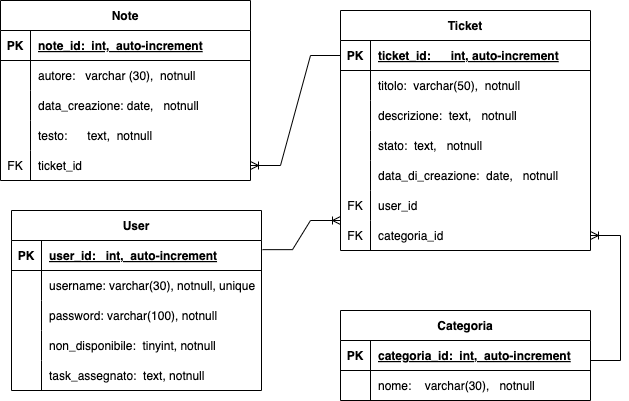 Note
PK note_id: int, auto-increment
autore: varchar (30), notnull
data_creazione: date, notnull
testo: text, notnull
FK ticket_id
Ticket
PK ticket_id: int, auto-increment
titolo: varchar(50), notnull
descrizione: text, notnull
stato: text, notnull
data_di_creazione: date, notnull
FK user_id
FK categoria_id
User
PK user_id: int, auto-increment
username: varchar(30), notnull, unique
password: varchar(100), notnull
non_disponibile: tinyint, notnull
task_assegnato: text, notnull
Categoria
PK categoria_id: int, auto-increment
nome: varchar(30), notnull